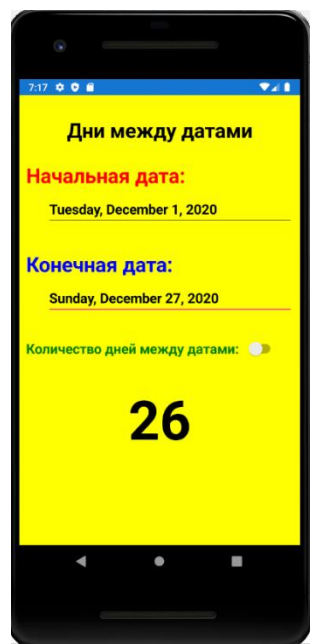 7:17
Дни между датами
Начальная дата:
Tuesday, December 1, 2020
Конечная дата:
Sunday, December 27, 2020
Количество дней между датами:
26